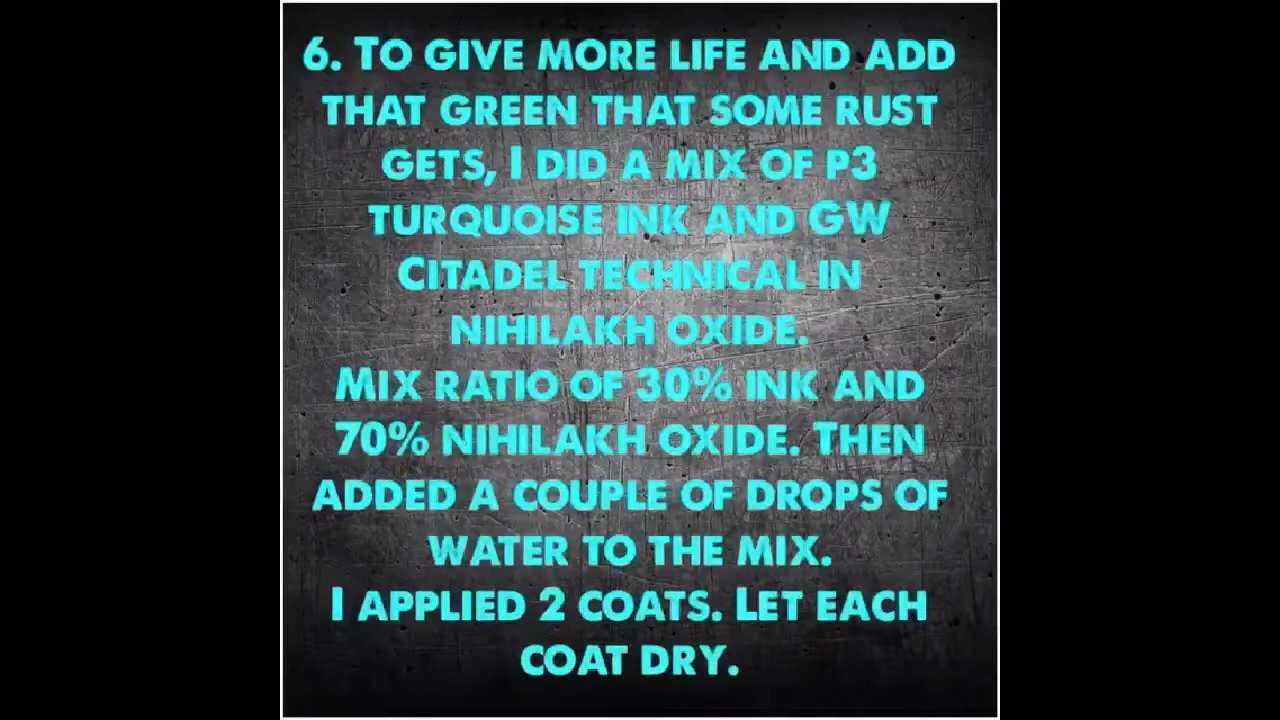 6. To give more life and add
that green that some rust
gets, I did a mix of p3
turquoise ink and GW
Citadel technical in
nihilakh oxide.
Mix ratio of 30% ink and
70% nihilakh oxide. Then
added a couple of drops of
water to the mix.
I applied 2 coats. Let each
coat dry.